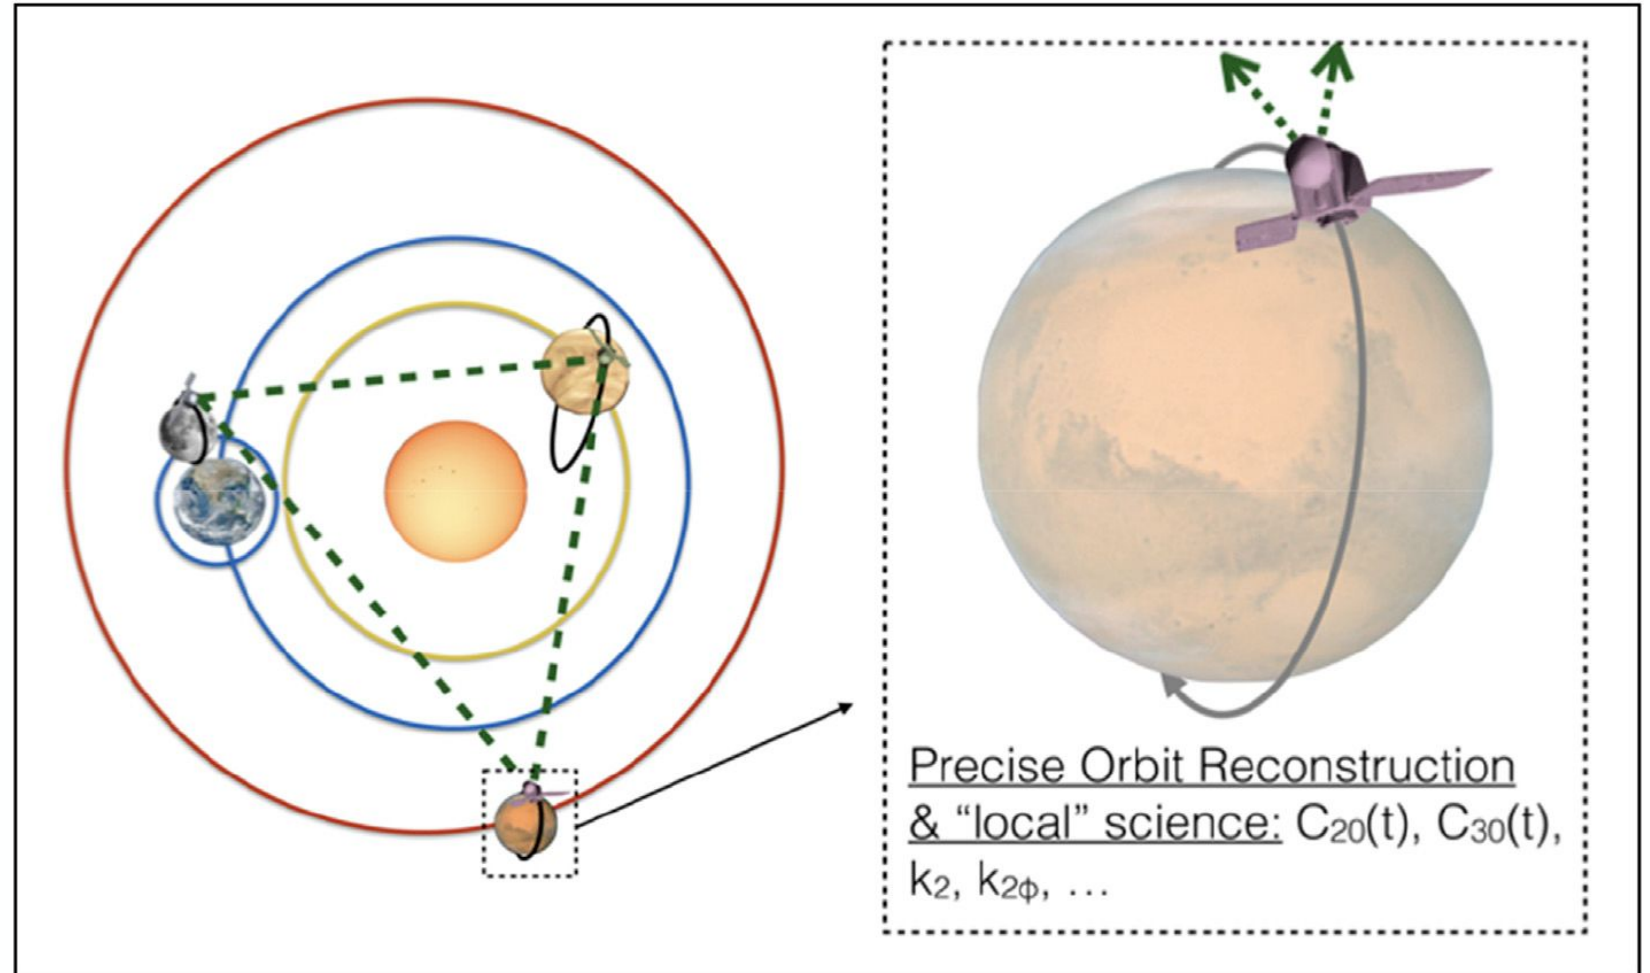 Precise Orbit Reconstruction
& “local” science: C₂₀(t), C₃₀(t),
k₂, k₂ϕ, …